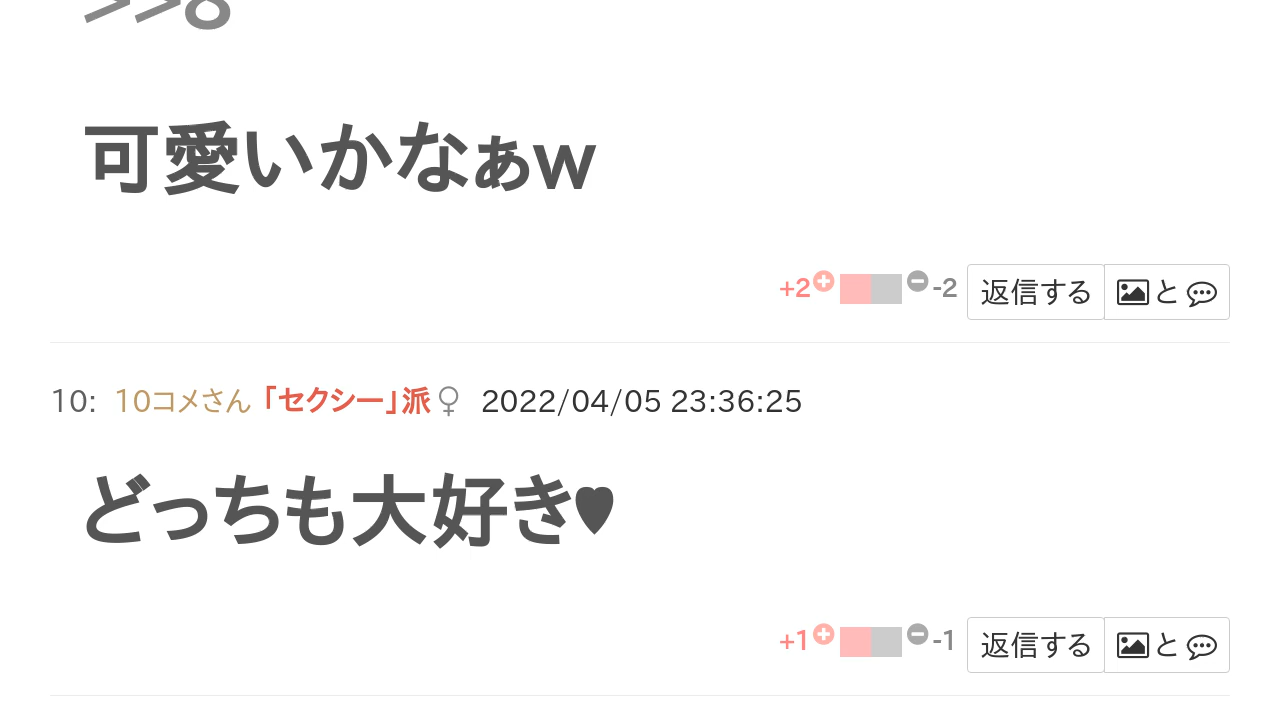 >>8
可愛いかなぁw
+2 -2 返信する と
10: 10コメさん 「セクシー」派♀ 2022/04/05 23:36:25
どっちも大好き♥
+1 -1 返信する と